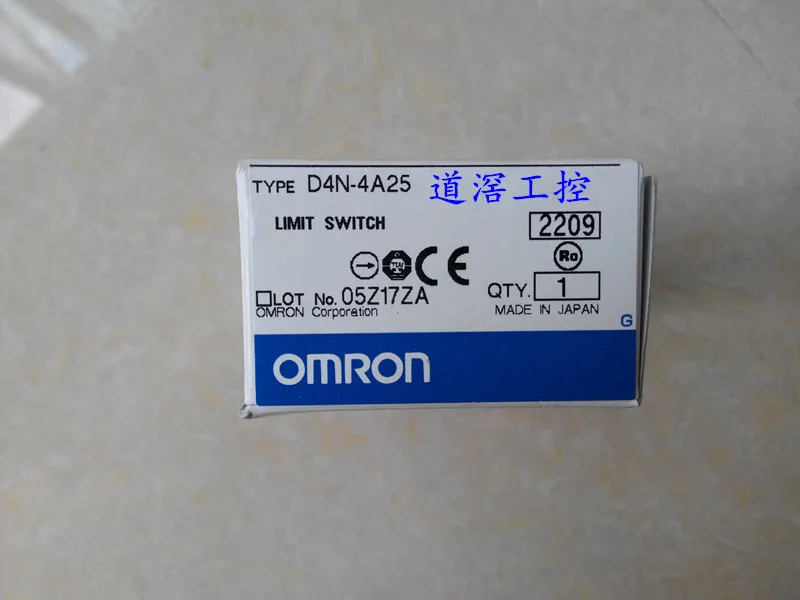 TYPE D4N-4A25 道滘工控
LIMIT SWITCH 2209
Ro
CE
LOT No. 05Z17ZA QTY. 1
OMRON Corporation MADE IN JAPAN
G
OMRON